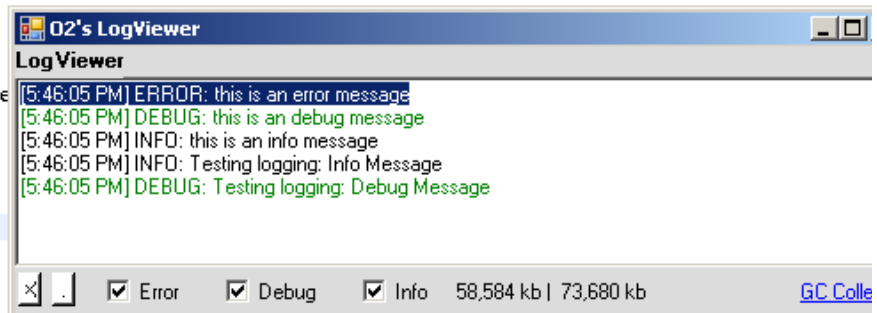 O2's LogViewer
LogViewer
[5:46:05 PM] ERROR: this is an error message
[5:46:05 PM] DEBUG: this is an debug message
[5:46:05 PM] INFO: this is an info message
[5:46:05 PM] INFO: Testing logging: Info Message
[5:46:05 PM] DEBUG: Testing logging: Debug Message
X . Error Debug Info 58,584 kb | 73,680 kb GC Colle